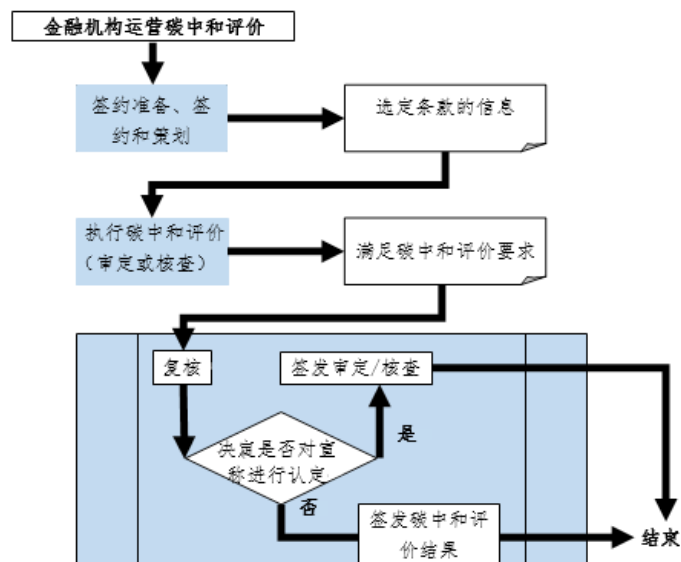 金融机构运营碳中和评价
签约准备、签
约和策划
选定条款的信息
执行碳中和评价
（审定或核查）
满足碳中和评价要求
复核
签发审定/核查
是
决定是否对宣
称进行认定
否
签发碳中和评
价结果
结束